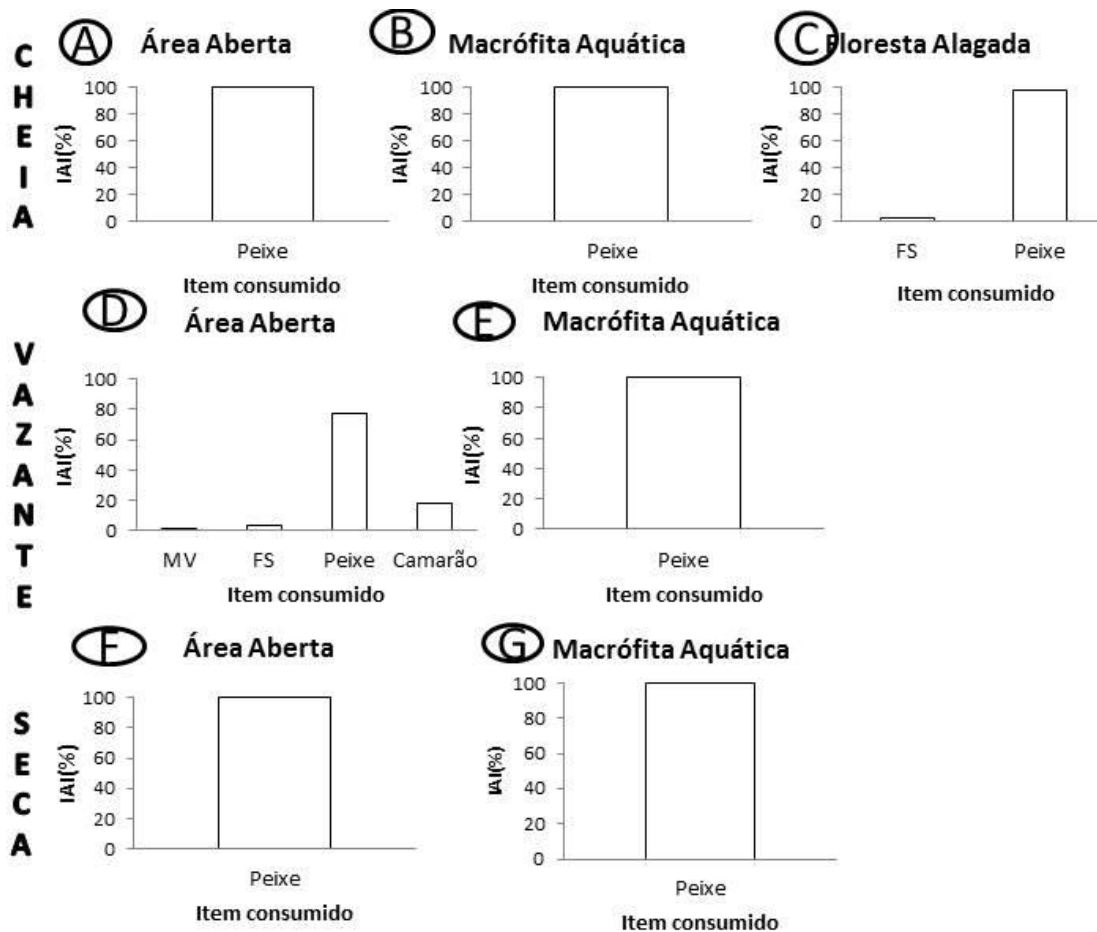 CHEIA
A Área Aberta
IAI(%)
100
80
60
40
20
0
Peixe
Item consumido
B Macrófita Aquática
IAI(%)
100
80
60
40
20
0
Peixe
Item consumido
C Floresta Alagada
IAI(%)
100
80
60
40
20
0
FS Peixe
Item consumido
VAZANTE
D Área Aberta
IAI(%)
100
80
60
40
20
0
MV FS Peixe Camarão
Item consumido
E Macrófita Aquática
IAI(%)
100
80
60
40
20
0
Peixe
Item consumido
SECA
F Área Aberta
IAI(%)
100
80
60
40
20
0
Peixe
Item consumido
G Macrófita Aquática
IAI(%)
100
80
60
40
20
0
Peixe
Item consumido